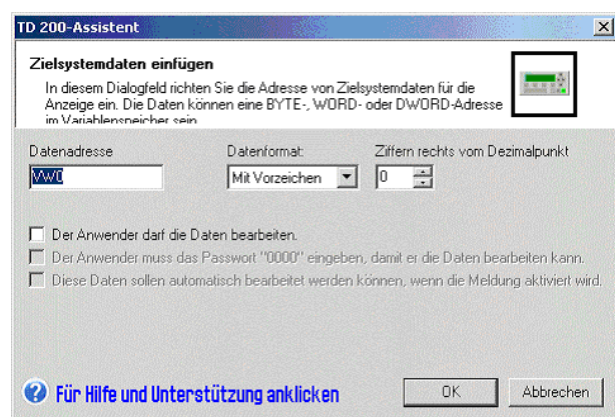 TD 200-Assistent
Zielsystemdaten einfügen
In diesem Dialogfeld richten Sie die Adresse von Zielsystemdaten für die
Anzeige ein. Die Daten können eine BYTE-, WORD- oder DWORD-Adresse
im Variablenspeicher sein.
Datenadresse Datenformat: Ziffern rechts vom Dezimalpunkt
VW0 Mit Vorzeichen 0
Der Anwender darf die Daten bearbeiten.
Der Anwender muss das Passwort "0000" eingeben, damit er die Daten bearbeiten kann.
Diese Daten sollen automatisch bearbeitet werden können, wenn die Meldung aktiviert wird.
? Für Hilfe und Unterstützung anklicken OK Abbrechen